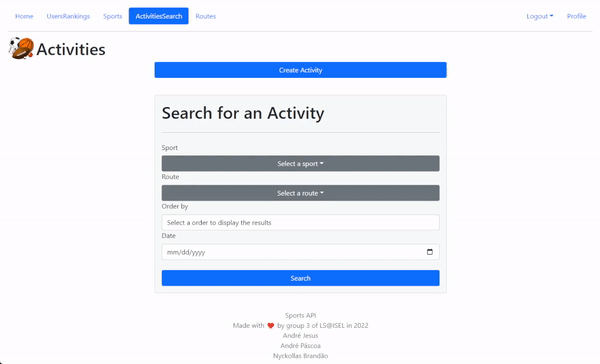 Home UsersRankings Sports ActivitiesSearch Routes Logout Profile
Activities
Create Activity
Search for an Activity
Sport
Select a sport
Route
Select a route
Order by
Select a order to display the results
Date
mm/dd/yyyy
Search
Sports API
Made with ❤️ by group 3 of LS@ISEL in 2022
André Jesus
André Páscoa
Nyckollas Brandão